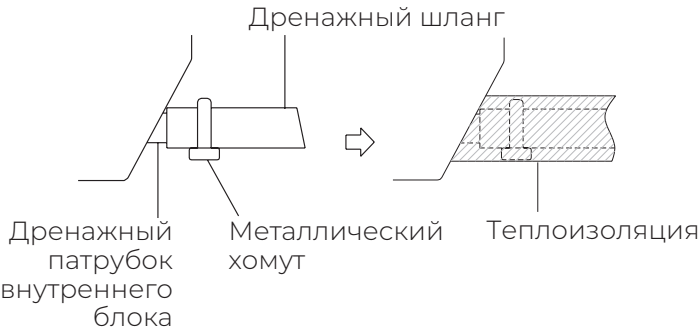 Дренажный шланг
Дренажный
патрубок
внутреннего
блока
Металлический
хомут
Теплоизоляция